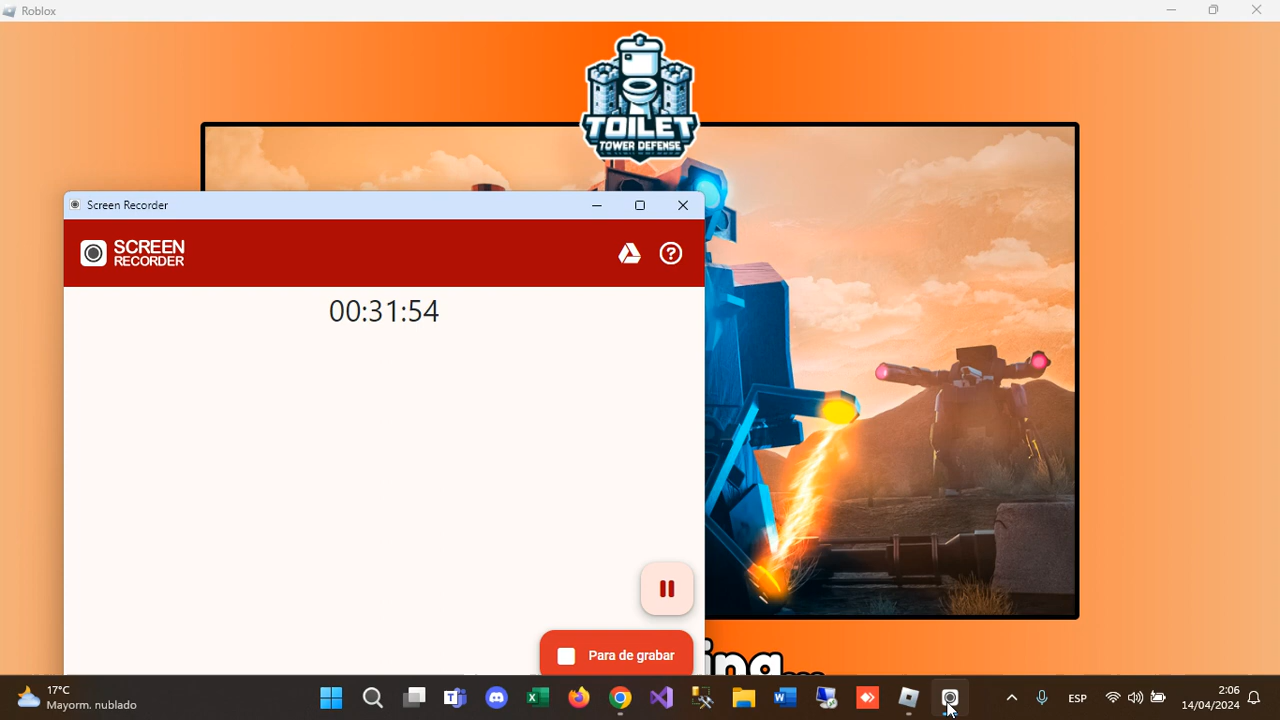 Roblox
TOILET
TOWER DEFENSE
Screen Recorder
SCREEN
RECORDER
00:31:54
Para de grabar
17°C
Mayorm. nublado
ESP
2:06
14/04/2024